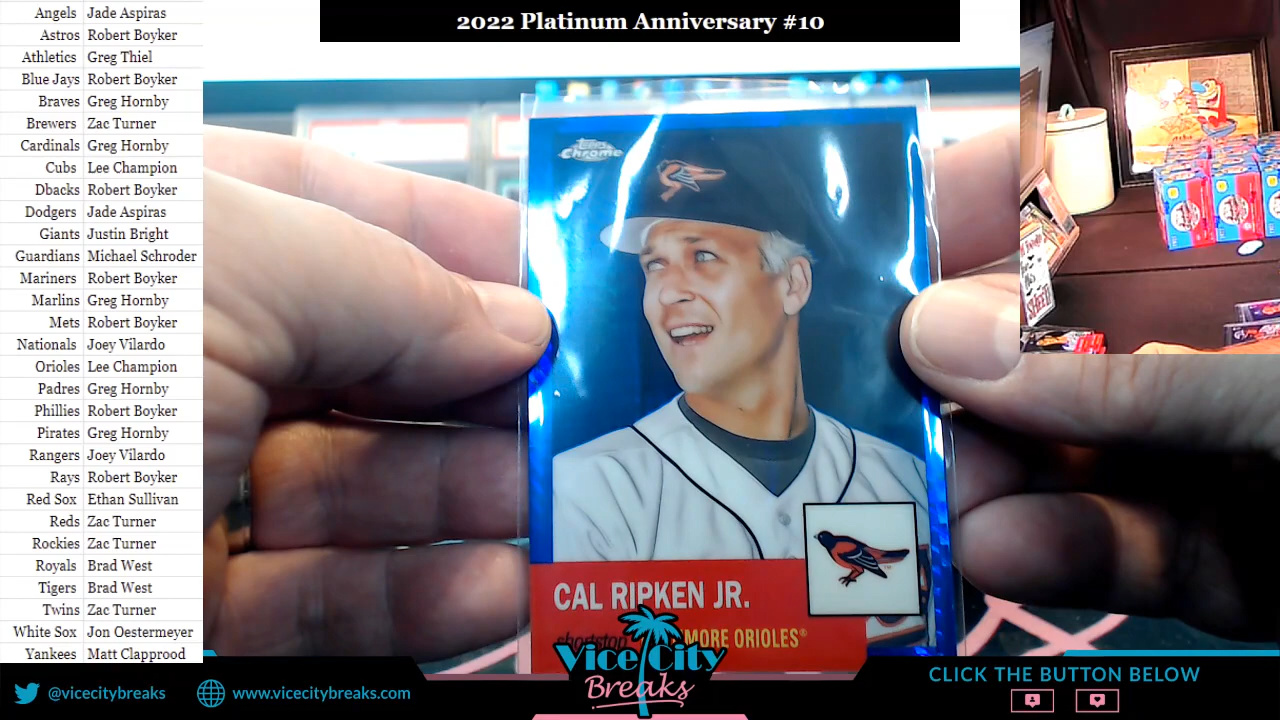 2022 Platinum Anniversary #10
Angels Jade Aspiras
Astros Robert Boyker
Athletics Greg Thiel
Blue Jays Robert Boyker
Braves Greg Hornby
Brewers Zac Turner
Cardinals Greg Hornby
Cubs Lee Champion
Dbacks Robert Boyker
Dodgers Jade Aspiras
Giants Justin Bright
Guardians Michael Schroder
Mariners Robert Boyker
Marlins Greg Hornby
Mets Robert Boyker
Nationals Joey Vilardo
Orioles Lee Champion
Padres Greg Hornby
Phillies Robert Boyker
Pirates Greg Hornby
Rangers Joey Vilardo
Rays Robert Boyker
Red Sox Ethan Sullivan
Reds Zac Turner
Rockies Zac Turner
Royals Brad West
Tigers Brad West
Twins Zac Turner
White Sox Jon Oestermeyer
Yankees Matt Clapprood
Topps
Chrome
CAL RIPKEN JR.
shortstop MORE ORIOLES®
Vice City
Breaks
@vicecitybreaks
www.vicecitybreaks.com
CLICK THE BUTTON BELOW